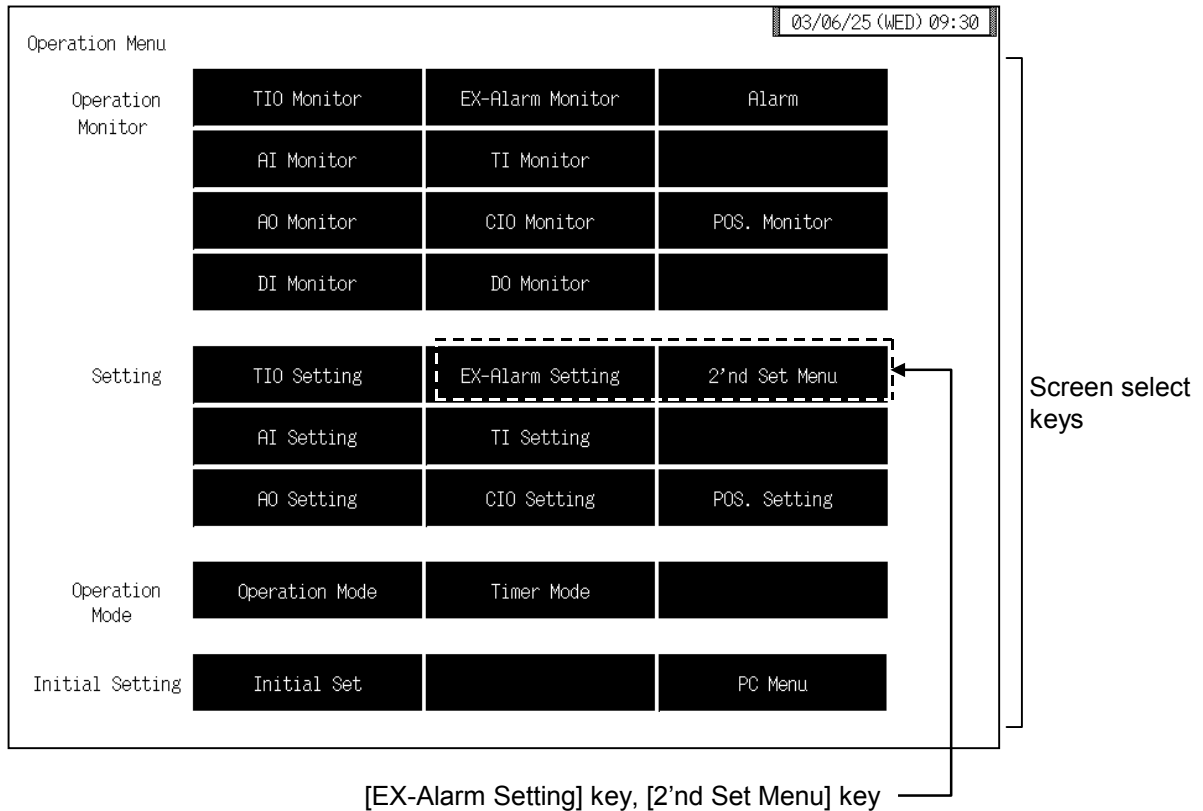 03/06/25(WED) 09:30
Operation Menu
Operation Monitor
TIO Monitor
EX-Alarm Monitor
Alarm
AI Monitor
TI Monitor
AO Monitor
CIO Monitor
POS. Monitor
DI Monitor
DO Monitor
Setting
TIO Setting
EX-Alarm Setting
2'nd Set Menu
AI Setting
TI Setting
AO Setting
CIO Setting
POS. Setting
Operation
Mode
Operation Mode
Timer Mode
Initial Setting
Initial Set
PC Menu
Screen select
keys
[EX-Alarm Setting] key, [2'nd Set Menu] key